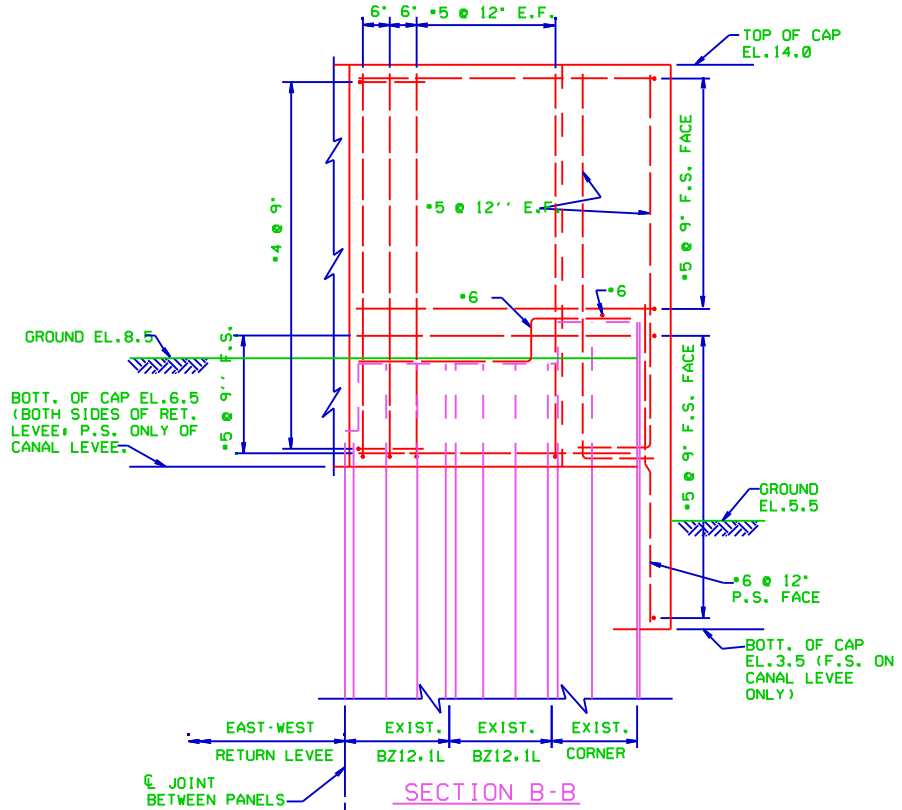 6" 6" •5 @ 12" E.F.
TOP OF CAP
EL.14.0
•5 @ 9" F.S. FACE
•4 @ 9"
•5 @ 12'' E.F.
•6
•6
GROUND EL.8.5
•5 @ 9'' F.S.
BOTT. OF CAP EL.6.5
(BOTH SIDES OF RET.
LEVEE; P.S. ONLY OF
CANAL LEVEE.
•5 @ 9" F.S. FACE
GROUND
EL.5.5
•6 @ 12"
P.S. FACE
BOTT. OF CAP
EL.3.5 (F.S. ON
CANAL LEVEE
ONLY)
EAST-WEST
RETURN LEVEE
EXIST.
BZ12.1L
EXIST.
BZ12.1L
EXIST.
CORNER
℄ JOINT
BETWEEN PANELS
SECTION B-B